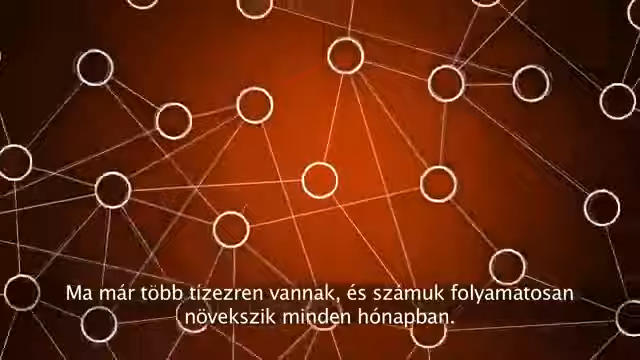 Ma már több tízezren vannak, és számuk folyamatosan
növekszik minden hónapban.